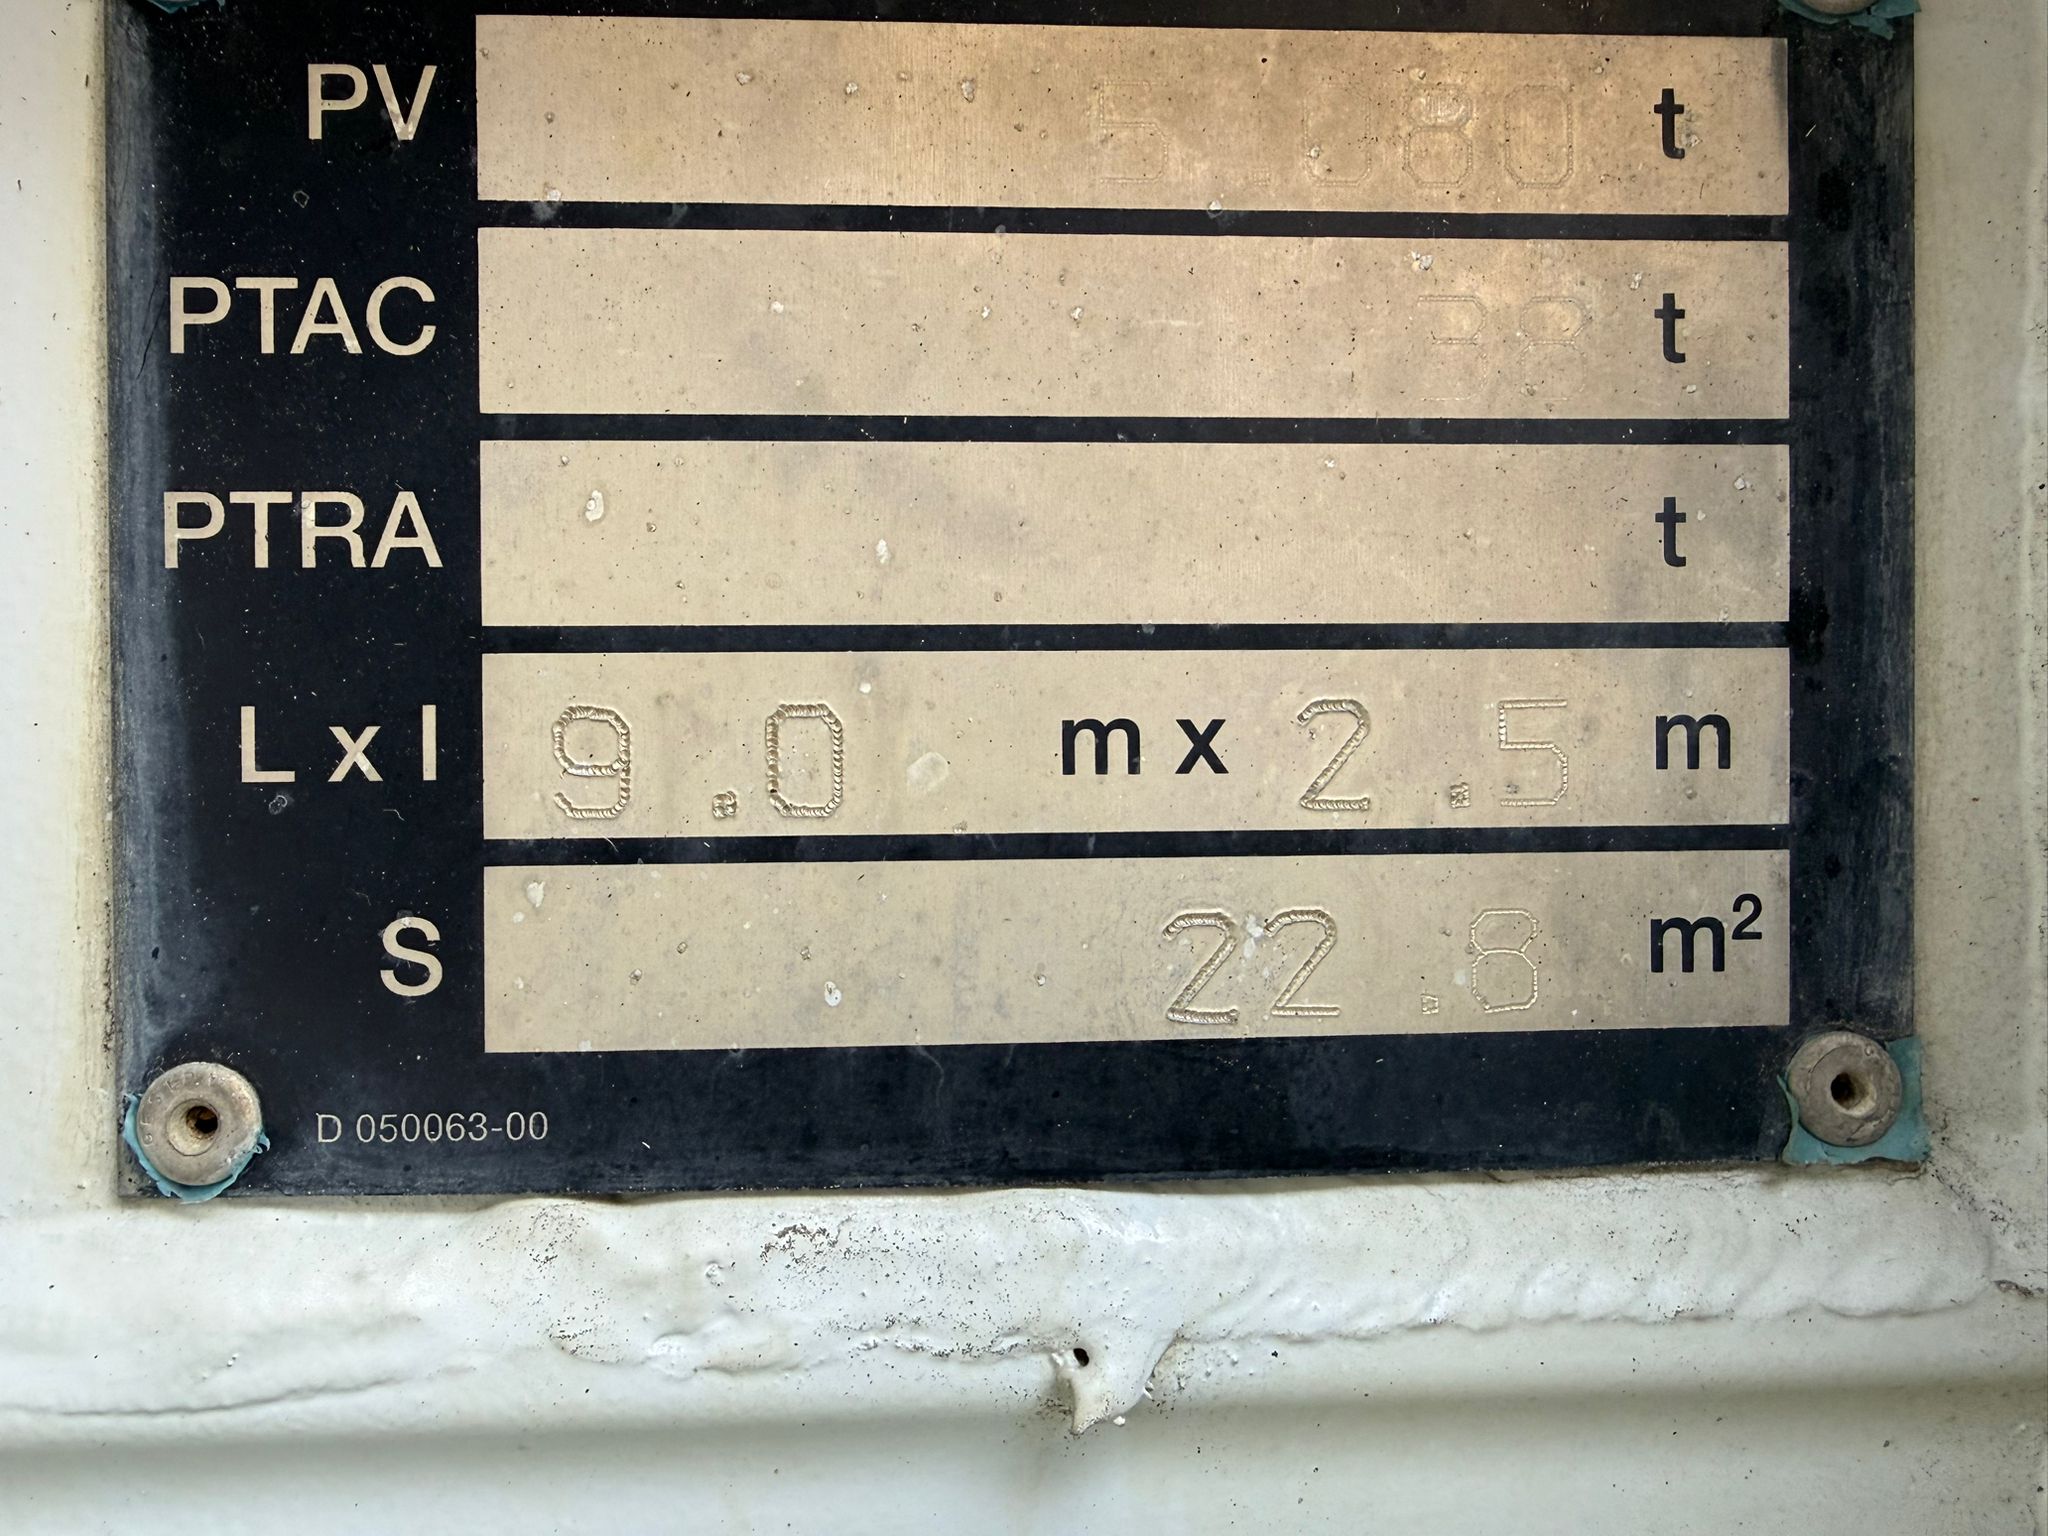 PV 5.080 t
PTAC 38 t
PTRA t
L x l 9.0 m x 2.5 m
S 22.8 m²
D 050063-00